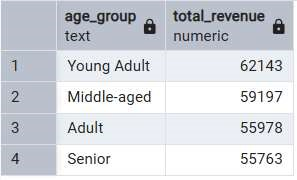 age_group total_revenue
text numeric
1 Young Adult 62143
2 Middle-aged 59197
3 Adult 55978
4 Senior 55763